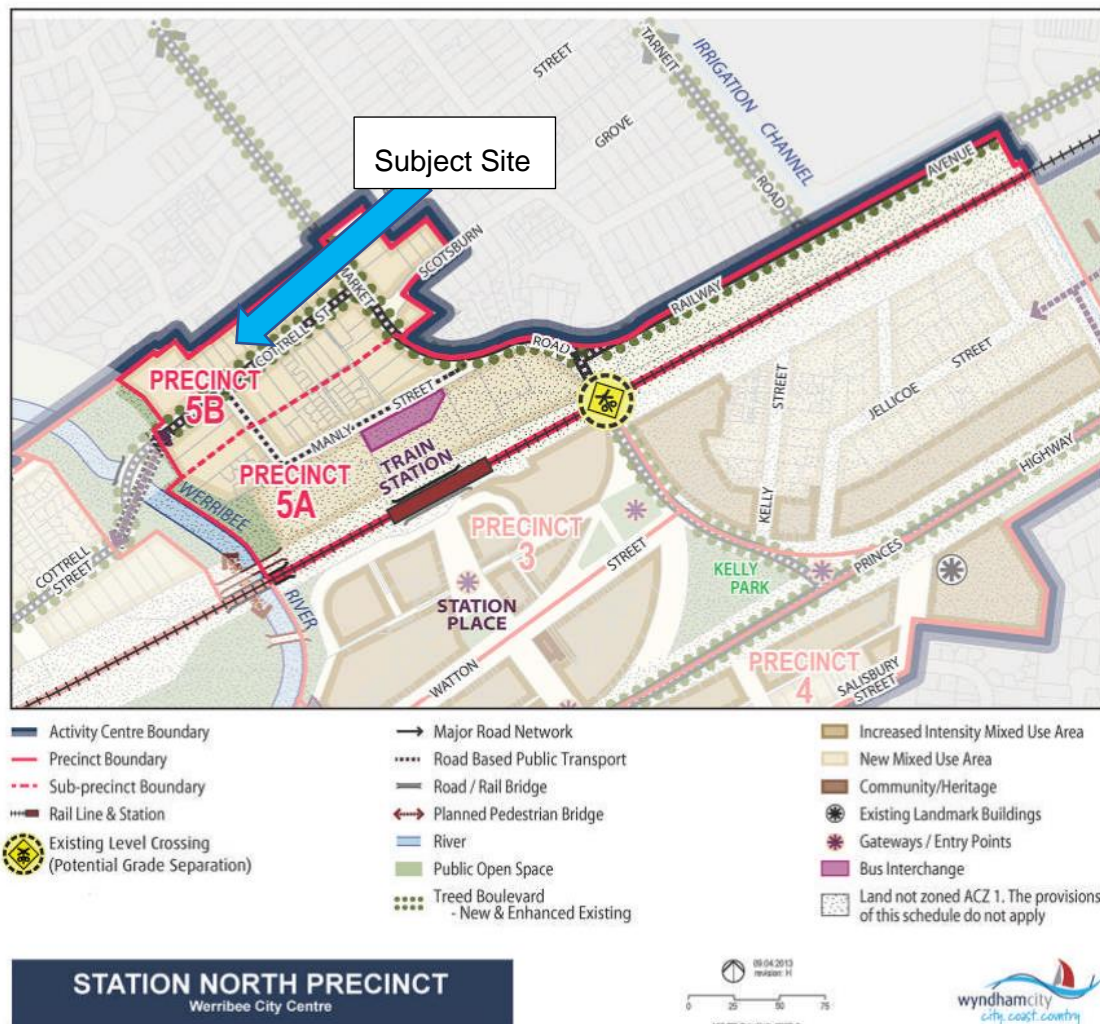 STREET
TARNEIT
IRRIGATION CHANNEL
Subject Site
GROVE
ROAD
AVENUE
SCOTSBURN
MARKET
RAILWAY
COTTRELL ST
ROAD
PRECINCT
5B
STREET
MANLY
STREET
JELLICOE
STREET
TRAIN
STATION
PRECINCT
5A
HIGHWAY
WERRIBEE
RIVER
PRECINCT
3
KELLY
COTTRELL
STREET
STREET
KELLY
PARK
PRINCES
STATION
PLACE
WATTON
PRECINCT
4
SALISBURY
STREET
Activity Centre Boundary
Precinct Boundary
Sub-precinct Boundary
Rail Line & Station
Existing Level Crossing
(Potential Grade Separation)
Major Road Network
Road Based Public Transport
Road / Rail Bridge
Planned Pedestrian Bridge
River
Public Open Space
Treed Boulevard
- New & Enhanced Existing
Increased Intensity Mixed Use Area
New Mixed Use Area
Community/Heritage
Existing Landmark Buildings
Gateways / Entry Points
Bus Interchange
Land not zoned ACZ 1. The provisions
of this schedule do not apply
STATION NORTH PRECINCT
Werribee City Centre
09.04.2013
revision: H
0 25 50 75
wyndhamcity
city. coast. country